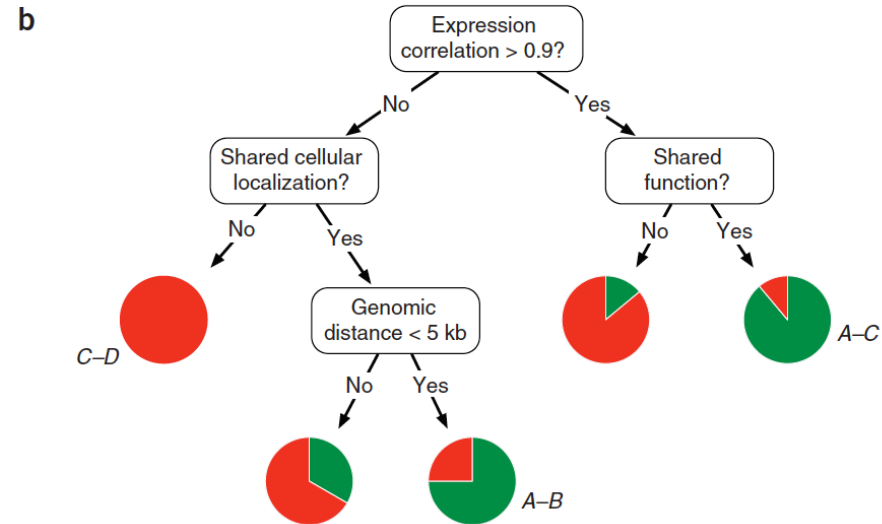 b
Expression
correlation > 0.9?
No
Yes
Shared cellular
localization?
Shared
function?
No
Yes
No
Yes
Genomic
distance < 5 kb
C–D
A–C
No
Yes
A–B